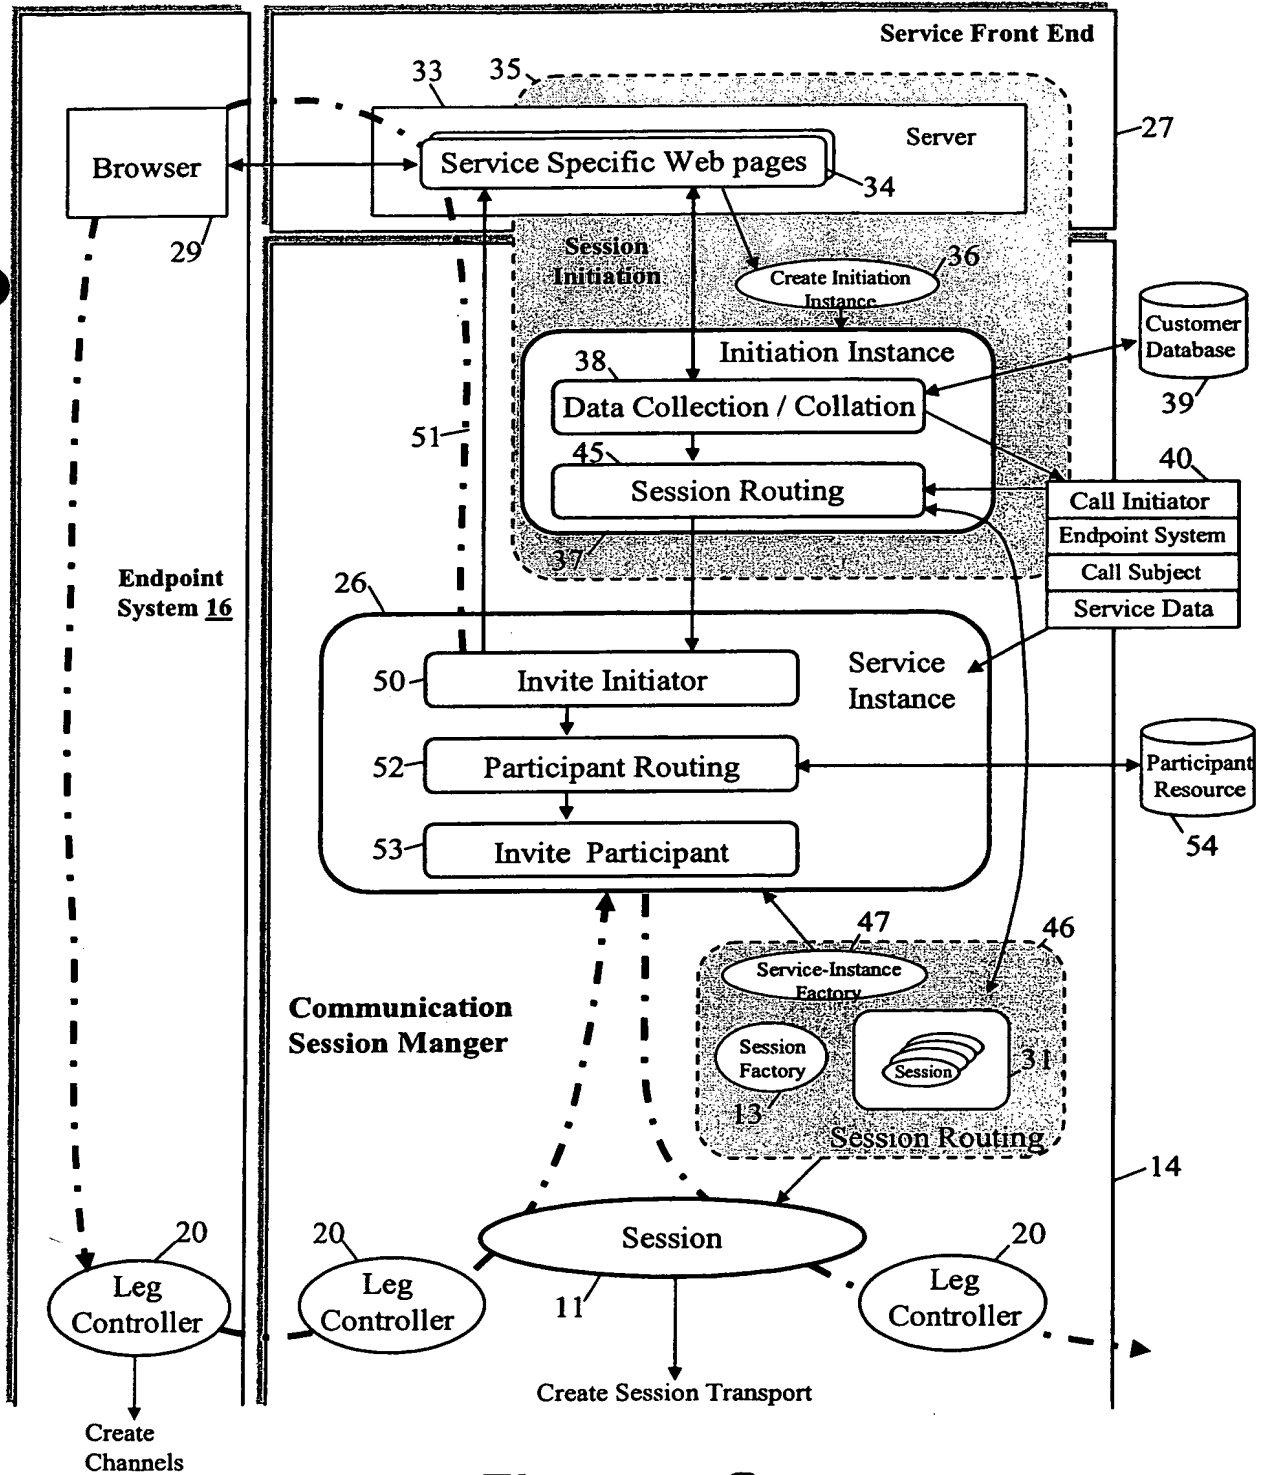 Service Front End
33
35
Browser
Server
27
Service Specific Web pages
34
29
Session
Initiation
36
Create Initiation
Instance
Customer
Database
39
Initiation Instance
38
Data Collection / Collation
51
45
Session Routing
37
40
Call Initiator
Endpoint System
Call Subject
Service Data
Endpoint
System 16
26
Service
Instance
50
Invite Initiator
52
Participant Routing
Participant
Resource
54
53
Invite Participant
47
46
Service-Instance
Factory
Communication
Session Manger
Session
Factory
13
Session
31
Session Routing
14
Session
11
20
Leg
Controller
20
Leg
Controller
20
Leg
Controller
Create Session Transport
Create
Channels